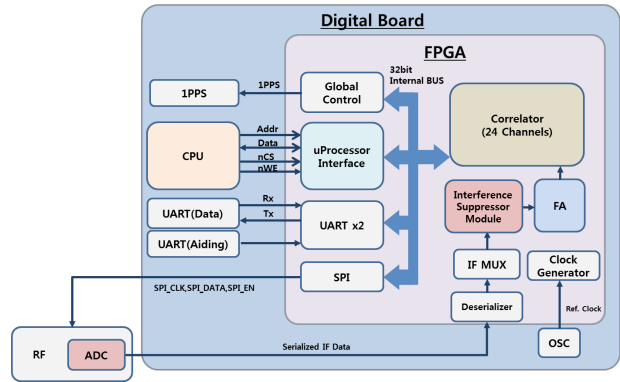 Digital Board
FPGA
32bit
Internal BUS
1PPS
1PPS
Global
Control
Correlator
(24 Channels)
CPU
Addr
Data
nCS
nWE
uProcessor
Interface
Interference
Suppressor
Module
FA
UART(Data)
Rx
Tx
UART x2
UART(Aiding)
IF MUX
Clock
Generator
SPI
SPI_CLK,SPI_DATA,SPI_EN
Deserializer
Ref. Clock
RF
ADC
Serialized IF Data
OSC